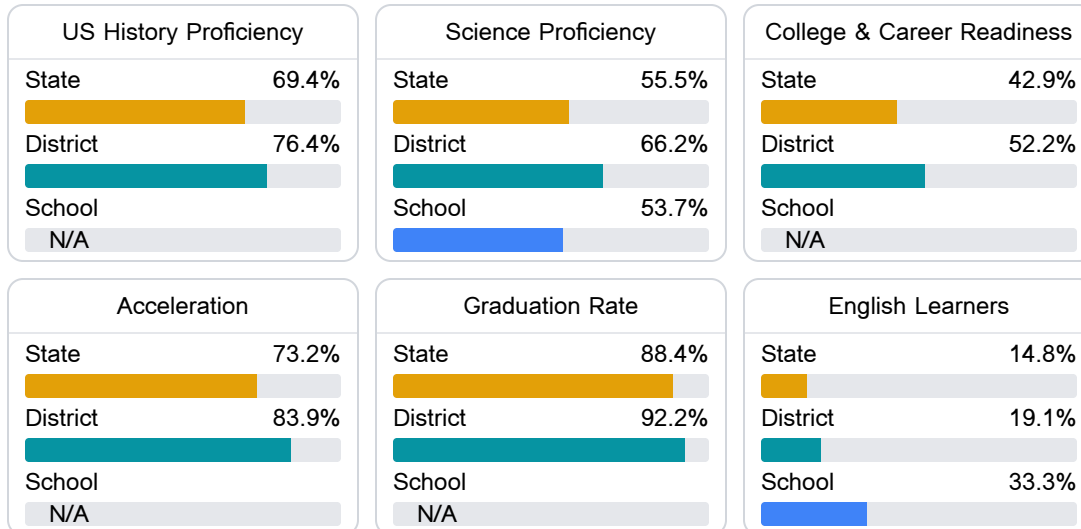 US History Proficiency
State 69.4%
District 76.4%
School
N/A
Science Proficiency
State 55.5%
District 66.2%
School 53.7%
College & Career Readiness
State 42.9%
District 52.2%
School
N/A
Acceleration
State 73.2%
District 83.9%
School
N/A
Graduation Rate
State 88.4%
District 92.2%
School
N/A
English Learners
State 14.8%
District 19.1%
School 33.3%